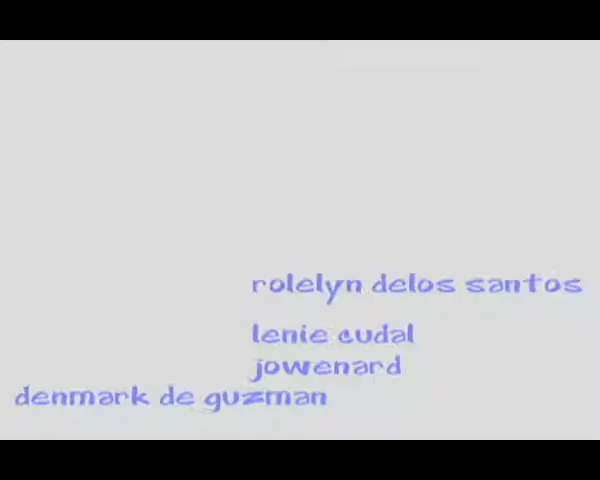 rolelyn delos santos
lenie cudal
jowenard
denmark de guzman